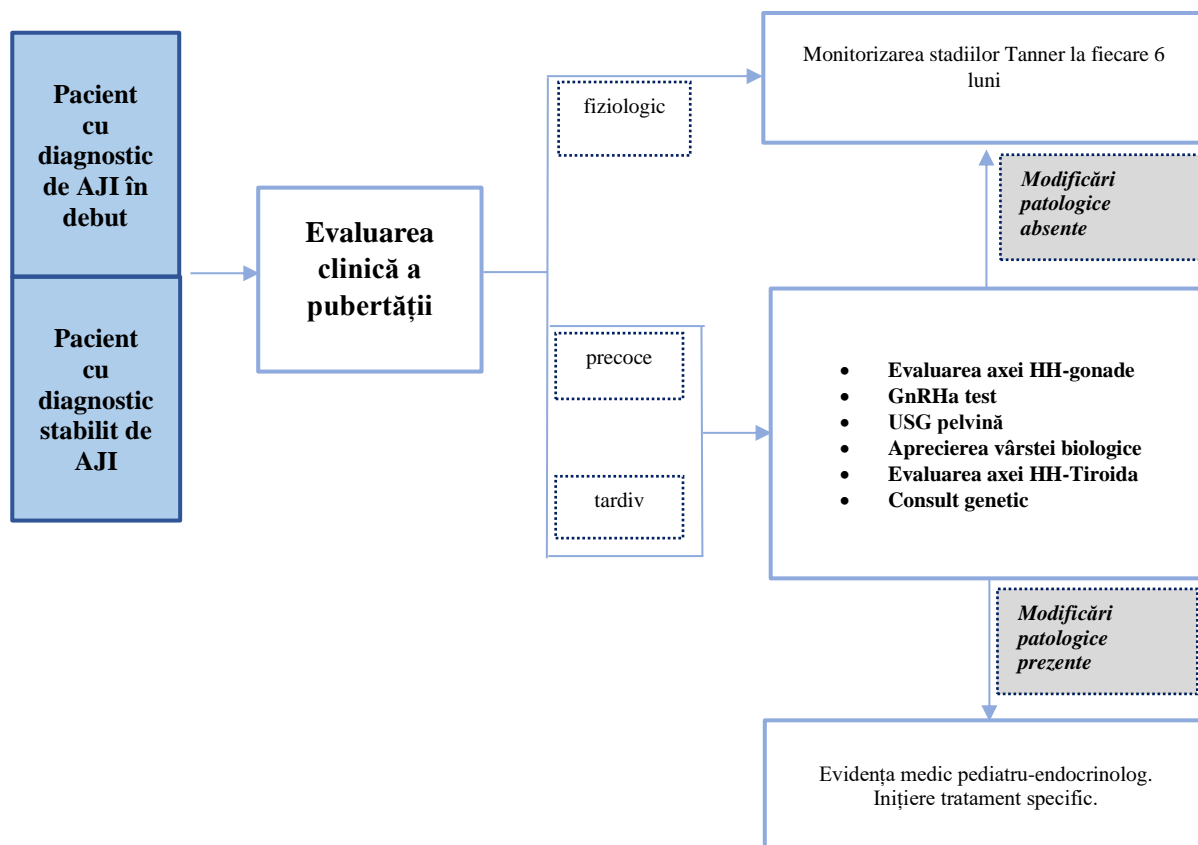 Pacient
cu
diagnostic
de AJI în
debut
Pacient
cu
diagnostic
stabilit de
AJI
Evaluarea
clinică a
pubertății
fiziologic
precoce
tardiv
Monitorizarea stadiilor Tanner la fiecare 6
luni
Modificări
patologice
absente
• Evaluarea axei HH-gonade
• GnRHa test
• USG pelvină
• Aprecierea vârstei biologice
• Evaluarea axei HH-Tiroida
• Consult genetic
Modificări
patologice
prezente
Evidența medic pediatru-endocrinolog.
Inițiere tratament specific.